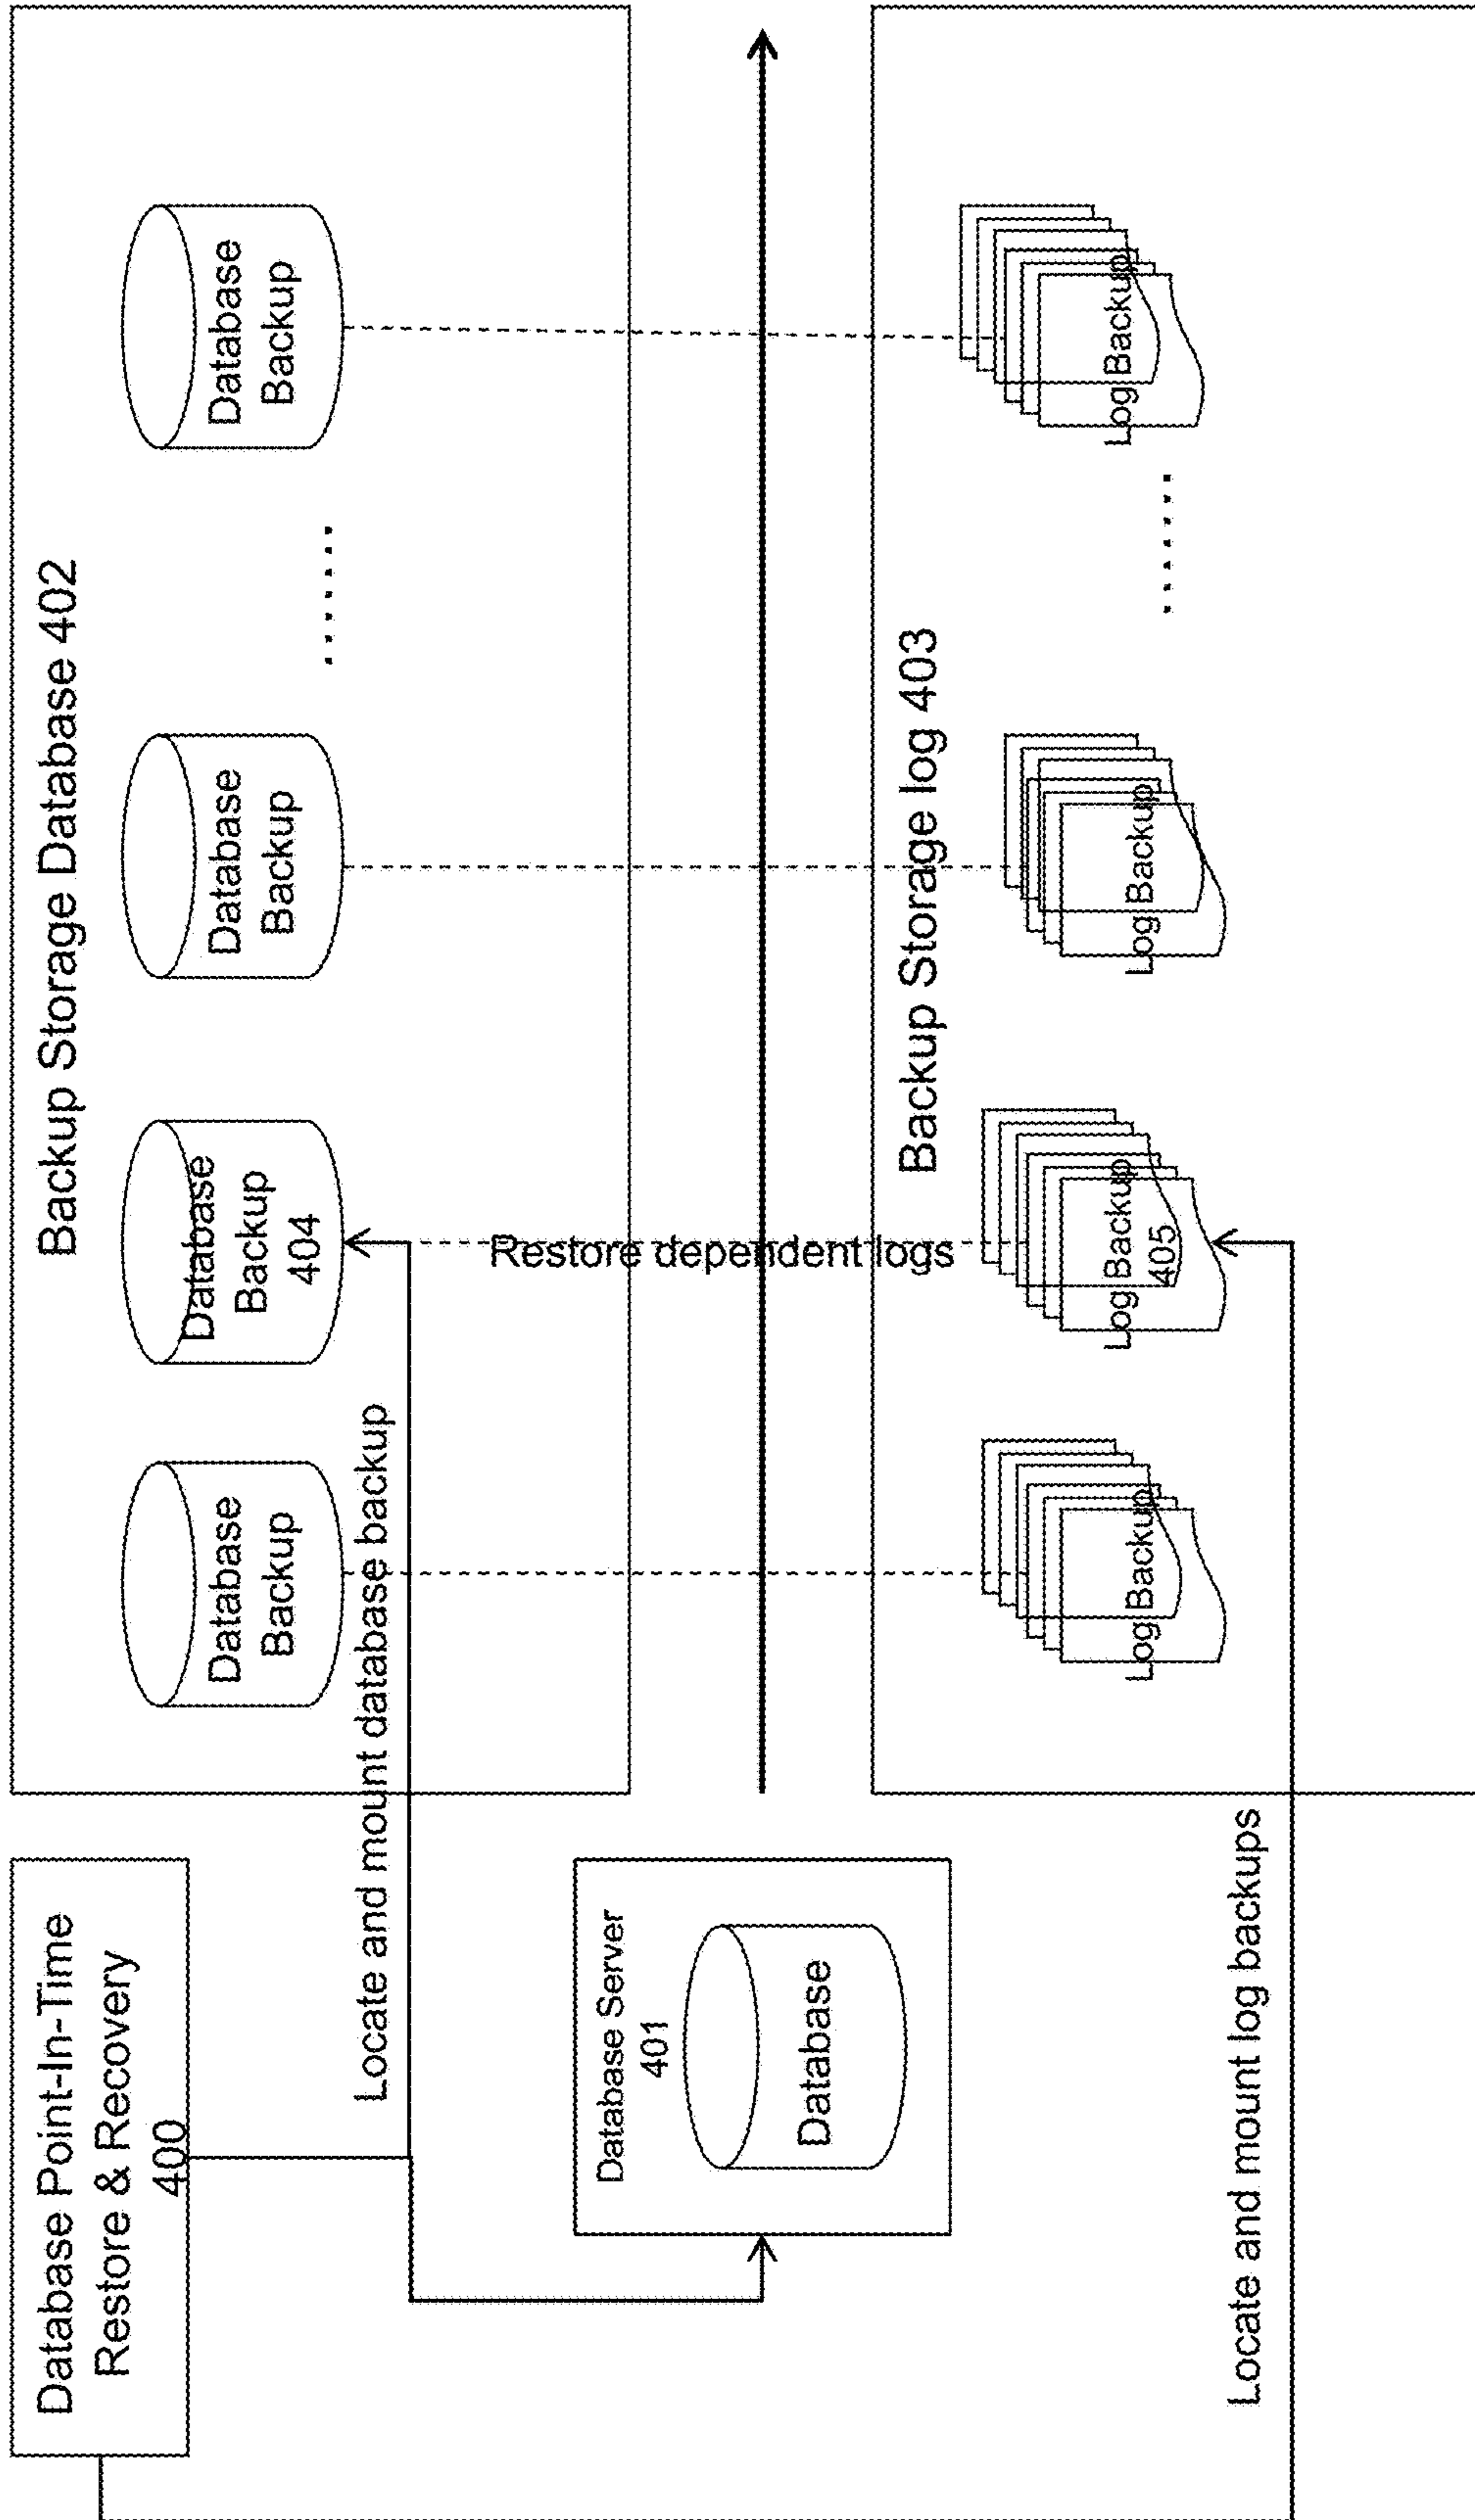 Database Point-In-Time
Restore & Recovery
400
Backup Storage Database 402
Database
Backup
Database
Backup
404
Database
Backup
......
Database
Backup
Locate and mount database backup
Restore dependent logs
Database Server
401
Database
Backup Storage log 403
Log Backup
Log Backup
405
Log Backup
......
Log Backup
Locate and mount log backups